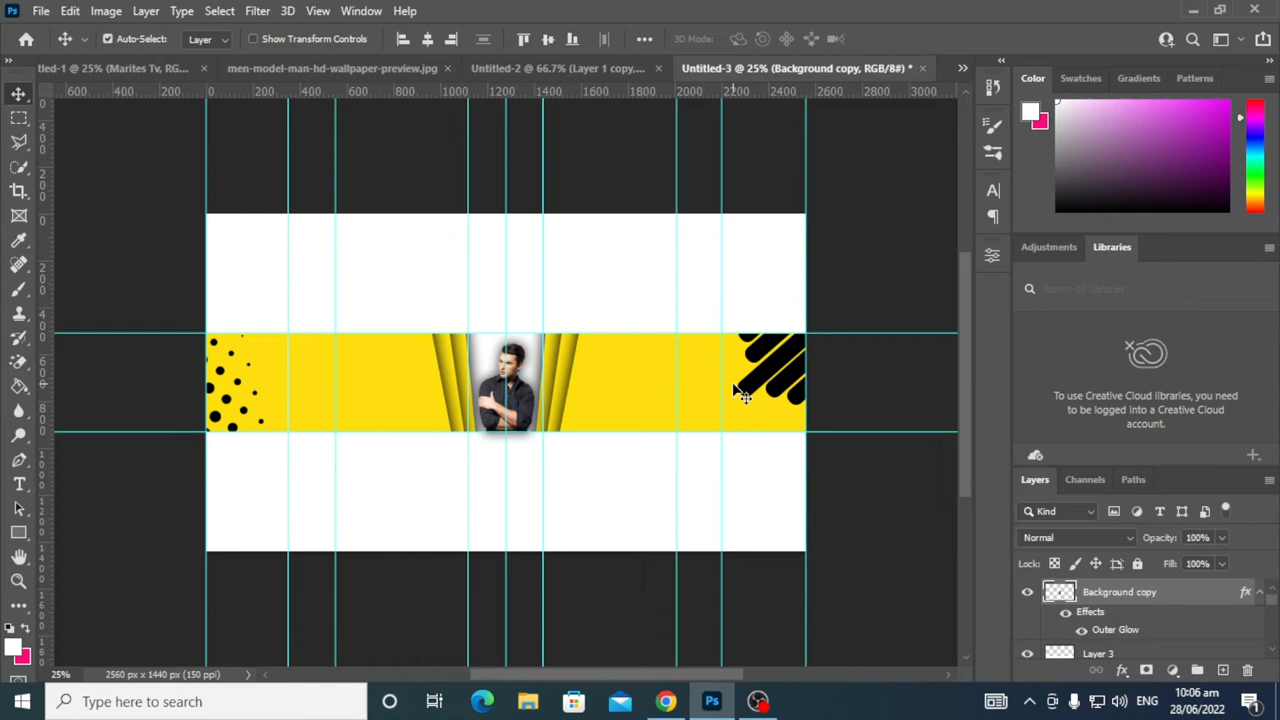 Ps File Edit Image Layer Type Select Filter 3D View Window Help
Auto-Select: Layer Show Transform Controls 3D Mode:
tled-1 @ 25% (Marites Tv, RG... × men-model-man-hd-wallpaper-preview.jpg × Untitled-2 @ 66.7% (Layer 1 copy,... × Untitled-3 @ 25% (Background copy, RGB/8#) * ×
600 400 200 0 200 400 600 800 1000 1200 1400 1600 1800 2000 2200 2400 2600 2800 3000
Color Swatches Gradients Patterns
Adjustments Libraries
Search all libraries
To use Creative Cloud libraries, you
need to be logged into a Creative Cloud
account.
Layers Channels Paths
Kind
Normal Opacity: 100%
Lock: Fill: 100%
Background copy fx
Effects
Outer Glow
Layer 3
25% 2560 px x 1440 px (150 ppi)
Type here to search
Ps
ENG
10:06 am
28/06/2022
1